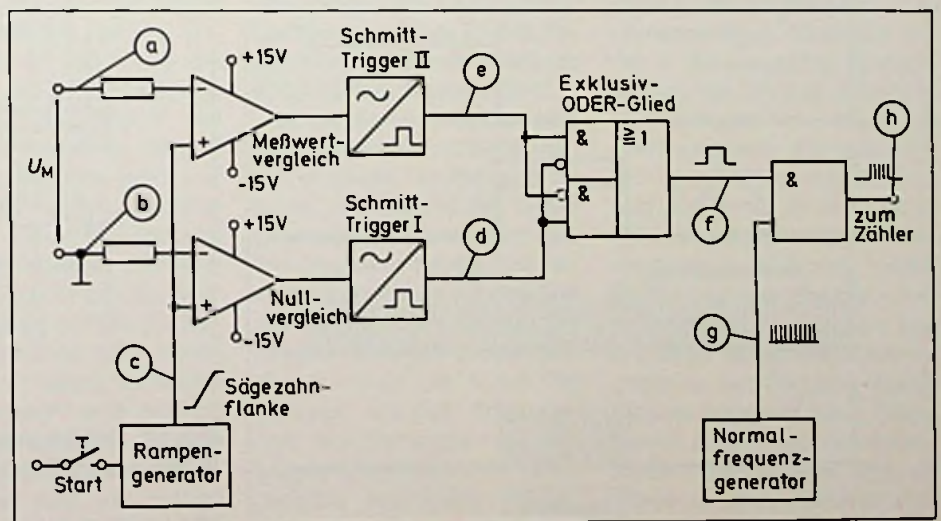 a
+15V
Schmitt-
Trigger II
e
Exklusiv-
ODER-Glied
h
−
+
−15V
Meßwert-
vergleich
U_M
&
≧1
&
f
&
zum
Zähler
b
+15V
Schmitt-
Trigger I
d
−
+
−15V
Null-
vergleich
g
c
Sägezahn-
flanke
Start
Rampen-
generator
Normal-
frequenz-
generator